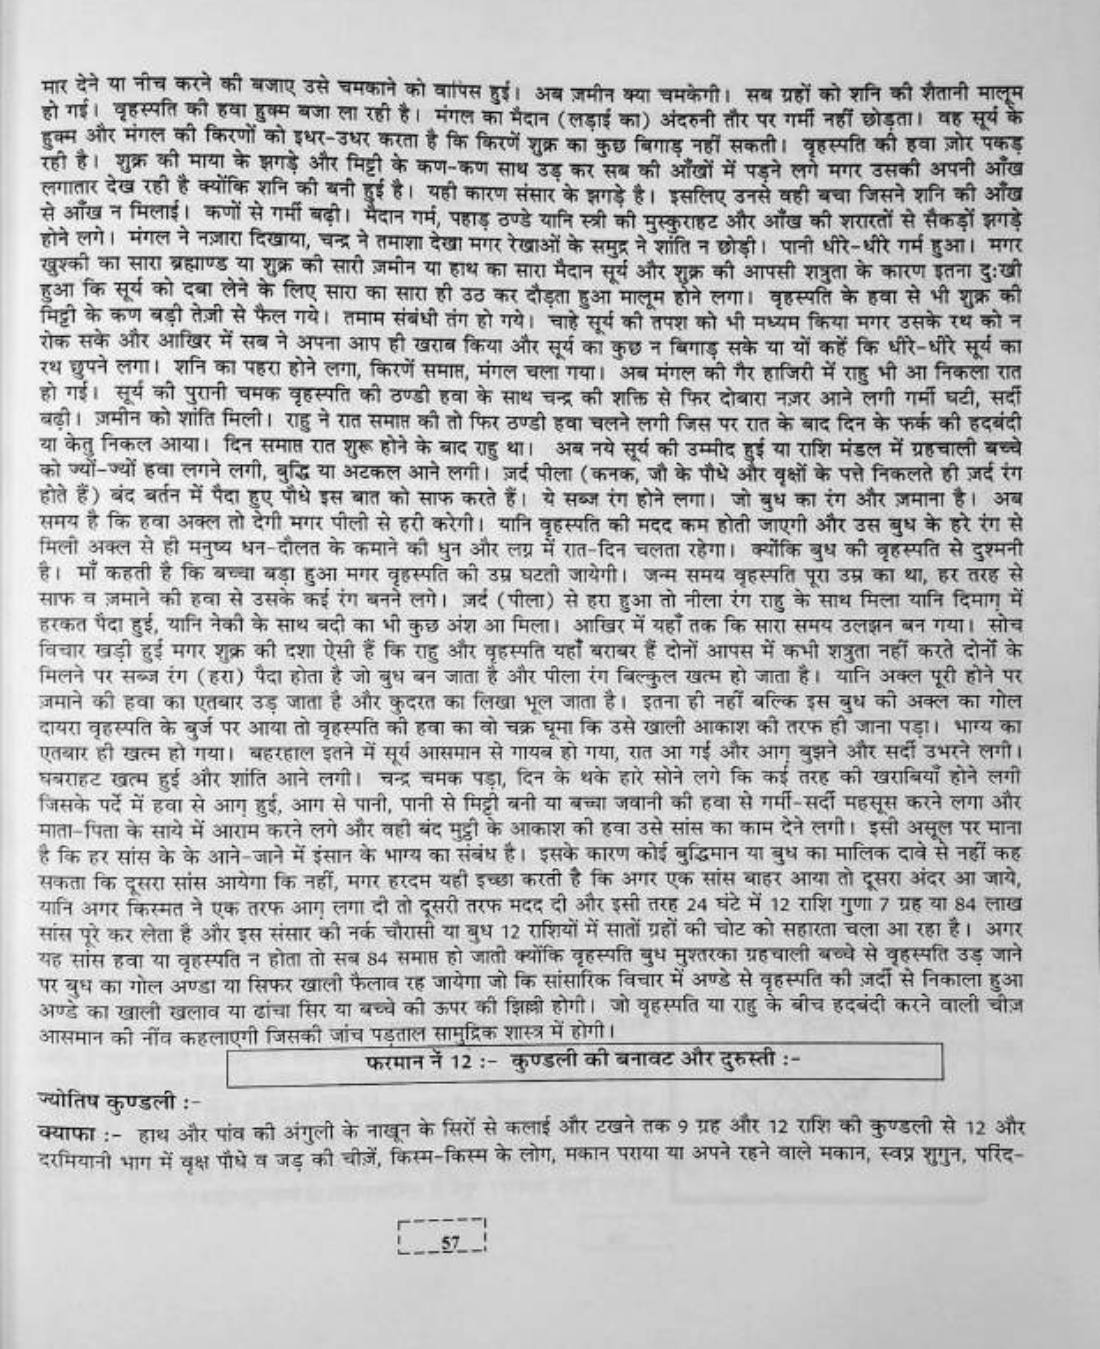 मार देने या नीच करने की बजाए उसे चमकाने को वापिस हुई। अब ज़मीन क्या चमकेगी। सब ग्रहों को शनि की शैतानी मालूम
हो गई। वृहस्पति की हवा हुक्म बजा ला रही है। मंगल का मैदान (लड़ाई का) अंदरुनी तौर पर गर्मी नहीं छोड़ता। वह सूर्य के
हुक्म और मंगल की किरणों को इधर-उधर करता है कि किरणें शुक्र का कुछ बिगाड़ नहीं सकती। वृहस्पति की हवा ज़ोर पकड़
रही है। शुक्र की माया के झगड़े और मिट्टी के कण-कण साथ उड़ कर सब की आँखों में पड़ने लगे मगर उसकी अपनी आँख
लगातार देख रही है क्योंकि शनि की बनी हुई है। यही कारण संसार के झगड़े है। इसलिए उनसे वही बचा जिसने शनि की आँख
से आँख न मिलाई। कणों से गर्मी बढ़ी। मैदान गर्म, पहाड़ ठण्डे यानि स्त्री की मुस्कुराहट और आँख की शरारतों से सैकड़ों झगड़े
होने लगे। मंगल ने नज़ारा दिखाया, चन्द्र ने तमाशा देखा मगर रेखाओं के समुद्र ने शांति न छोड़ी। पानी धीरे-धीरे गर्म हुआ। मगर
खुश्की का सारा ब्रह्माण्ड या शुक्र की सारी ज़मीन या हाथ का सारा मैदान सूर्य और शुक्र की आपसी शत्रुता के कारण इतना दुःखी
हुआ कि सूर्य को दबा लेने के लिए सारा का सारा ही उठ कर दौड़ता हुआ मालूम होने लगा। वृहस्पति के हवा से भी शुक्र की
मिट्टी के कण बड़ी तेज़ी से फैल गये। तमाम संबंधी तंग हो गये। चाहे सूर्य की तपश को भी मध्यम किया मगर उसके रथ को न
रोक सके और आखिर में सब ने अपना आप ही खराब किया और सूर्य का कुछ न बिगाड़ सके या यों कहें कि धीरे-धीरे सूर्य का
रथ छुपने लगा। शनि का पहरा होने लगा, किरणें समाप्त, मंगल चला गया। अब मंगल की गैर हाजिरी में राहु भी आ निकला रात
हो गई। सूर्य की पुरानी चमक वृहस्पति की ठण्डी हवा के साथ चन्द्र की शक्ति से फिर दोबारा नज़र आने लगी गर्मी घटी, सर्दी
बढ़ी। ज़मीन को शांति मिली। राहु ने रात समाप्त की तो फिर ठण्डी हवा चलने लगी जिस पर रात के बाद दिन के फर्क की हदबंदी
या केतु निकल आया। दिन समाप्त रात शुरू होने के बाद राहु था। अब नये सूर्य की उम्मीद हुई या राशि मंडल में ग्रहचाली बच्चे
को ज्यों-ज्यों हवा लगने लगी, बुद्धि या अटकल आने लगी। ज़र्द पीला (कनक, जौ के पौधे और वृक्षों के पत्ते निकलते ही ज़र्द रंग
होते हैं) बंद बर्तन में पैदा हुए पौधे इस बात को साफ करते हैं। ये सब्ज रंग होने लगा। जो बुध का रंग और ज़माना है। अब
समय है कि हवा अक्ल तो देगी मगर पीली से हरी करेगी। यानि वृहस्पति की मदद कम होती जाएगी और उस बुध के हरे रंग से
मिली अक्ल से ही मनुष्य धन-दौलत के कमाने की धुन और लग्न में रात-दिन चलता रहेगा। क्योंकि बुध की वृहस्पति से दुश्मनी
है। माँ कहती है कि बच्चा बड़ा हुआ मगर वृहस्पति की उम्र घटती जायेगी। जन्म समय वृहस्पति पूरा उम्र का था, हर तरह से
साफ व ज़माने की हवा से उसके कई रंग बनने लगे। ज़र्द (पीला) से हरा हुआ तो नीला रंग राहु के साथ मिला यानि दिमाग़ में
हरकत पैदा हुई, यानि नेकी के साथ बदी का भी कुछ अंश आ मिला। आखिर में यहाँ तक कि सारा समय उलझन बन गया। सोच
विचार खड़ी हुई मगर शुक्र की दशा ऐसी हैं कि राहु और वृहस्पति यहाँ बराबर हैं दोनों आपस में कभी शत्रुता नहीं करते दोनों के
मिलने पर सब्ज रंग (हरा) पैदा होता है जो बुध बन जाता है और पीला रंग बिल्कुल खत्म हो जाता है। यानि अक्ल पूरी होने पर
ज़माने की हवा का एतबार उड़ जाता है और कुदरत का लिखा भूल जाता है। इतना ही नहीं बल्कि इस बुध की अक्ल का गोल
दायरा वृहस्पति के बुर्ज पर आया तो वृहस्पति की हवा का वो चक्र घूमा कि उसे खाली आकाश की तरफ ही जाना पड़ा। भाग्य का
एतबार ही खत्म हो गया। बहरहाल इतने में सूर्य आसमान से गायब हो गया, रात आ गई और आग़ बुझने और सर्दी उभरने लगी।
घबराहट खत्म हुई और शांति आने लगी। चन्द्र चमक पड़ा, दिन के थके हारे सोने लगे कि कई तरह की खराबियाँ होने लगी
जिसके पर्दे में हवा से आग़ हुई, आग से पानी, पानी से मिट्टी बनी या बच्चा जवानी की हवा से गर्मी-सर्दी महसूस करने लगा और
माता-पिता के साये में आराम करने लगे और वही बंद मुट्ठी के आकाश की हवा उसे सांस का काम देने लगी। इसी असूल पर माना
है कि हर सांस के के आने-जाने में इंसान के भाग्य का संबंध है। इसके कारण कोई बुद्धिमान या बुध का मालिक दावे से नहीं कह
सकता कि दूसरा सांस आयेगा कि नहीं, मगर हरदम यही इच्छा करती है कि अगर एक सांस बाहर आया तो दूसरा अंदर आ जाये,
यानि अगर किस्मत ने एक तरफ आग़ लगा दी तो दूसरी तरफ मदद दी और इसी तरह 24 घंटे में 12 राशि गुणा 7 ग्रह या 84 लाख
सांस पूरे कर लेता है और इस संसार की नर्क चौरासी या बुध 12 राशियों में सातों ग्रहों की चोट को सहारता चला आ रहा है। अगर
यह सांस हवा या वृहस्पति न होता तो सब 84 समाप्त हो जाती क्योंकि वृहस्पति बुध मुश्तरका ग्रहचाली बच्चे से वृहस्पति उड़ जाने
पर बुध का गोल अण्डा या सिफर खाली फैलाव रह जायेगा जो कि सांसारिक विचार में अण्डे से वृहस्पति की ज़र्दी से निकाला हुआ
अण्डे का खाली खलाव या ढांचा सिर या बच्चे की ऊपर की झिल्ली होगी। जो वृहस्पति या राहु के बीच हदबंदी करने वाली चीज़
आसमान की नींव कहलाएगी जिसकी जांच पड़ताल सामुद्रिक शास्त्र में होगी।
फरमान नें 12 :- कुण्डली की बनावट और दुरुस्ती :-
ज्योतिष कुण्डली :-
क्याफा :- हाथ और पांव की अंगुली के नाखून के सिरों से कलाई और टखने तक 9 ग्रह और 12 राशि की कुण्डली से 12 और
दरमियानी भाग में वृक्ष पौधे व जड़ की चीज़ें, किस्म-किस्म के लोग, मकान पराया या अपने रहने वाले मकान, स्वप्न शुगुन, परिंद-
57